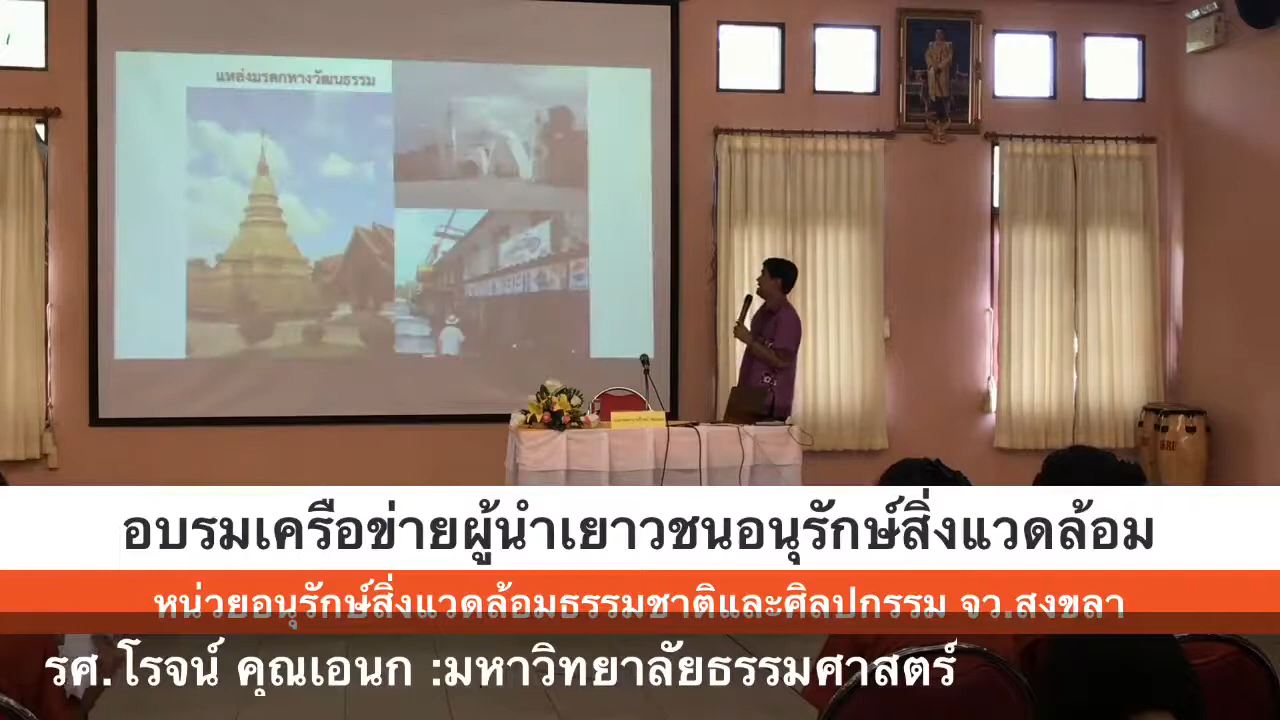 แหล่งมรดกทางวัฒนธรรม
อบรมเครือข่ายผู้นำเยาวชนอนุรักษ์สิ่งแวดล้อม
หน่วยอนุรักษ์สิ่งแวดล้อมธรรมชาติและศิลปกรรม จว.สงขลา
รศ.โรจน์ คุณเอนก :มหาวิทยาลัยธรรมศาสตร์